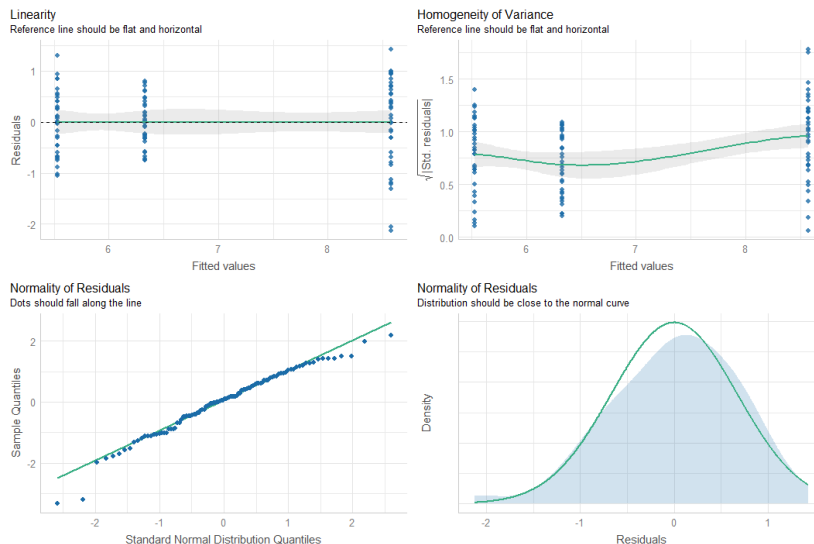 Linearity
Reference line should be flat and horizontal
Residuals
1
0
-1
-2
6
7
8
Fitted values
Homogeneity of Variance
Reference line should be flat and horizontal
√|Std. residuals|
1.5
1.0
0.5
0.0
6
7
8
Fitted values
Normality of Residuals
Dots should fall along the line
Sample Quantiles
2
0
-2
-2
-1
0
1
2
Standard Normal Distribution Quantiles
Normality of Residuals
Distribution should be close to the normal curve
Density
-2
-1
0
1
Residuals